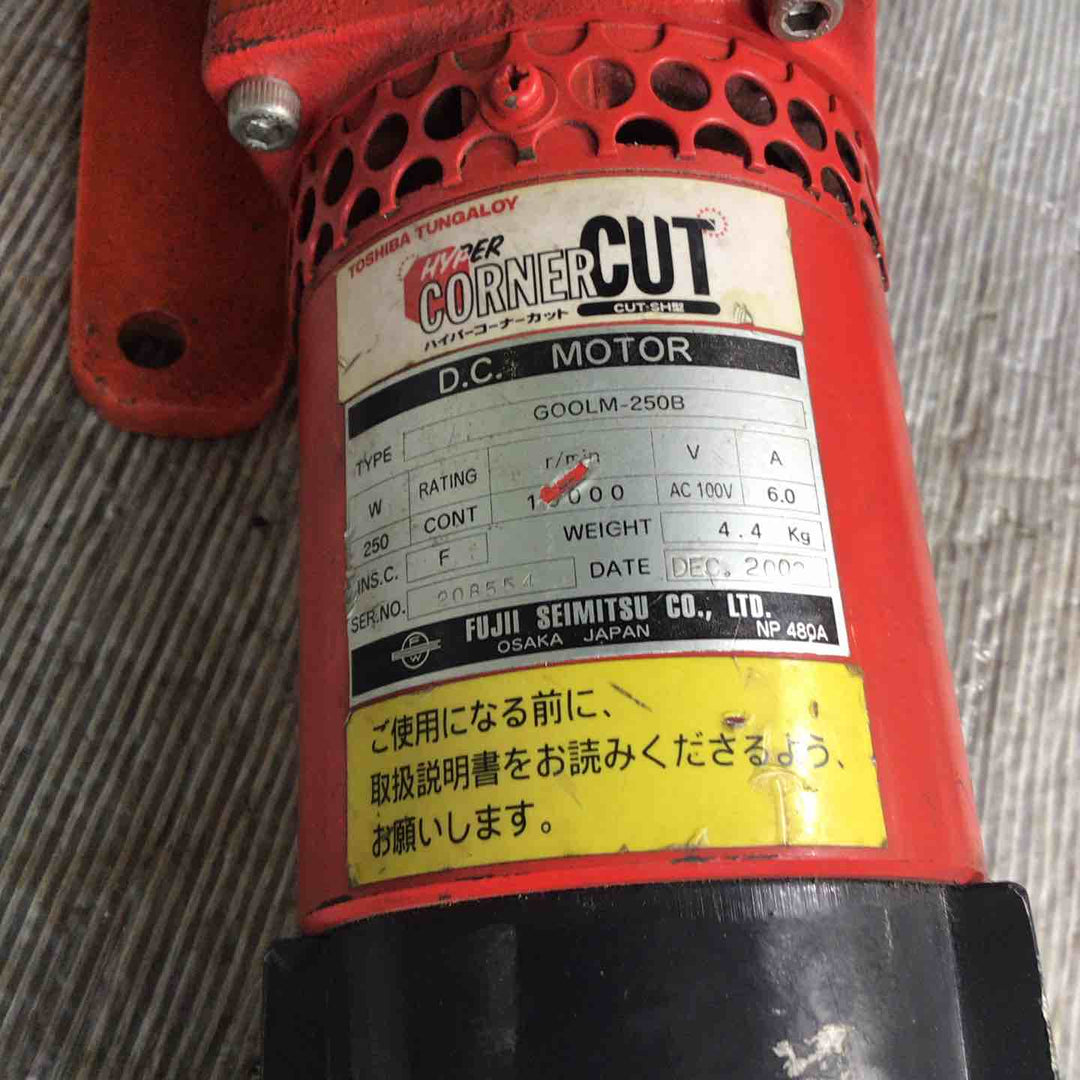 TOSHIBA TUNGALOY
HYPER
CORNERCUT
ハイパーコーナーカット CUT-SH型
D.C. MOTOR
TYPE GOOLM-250B
W RATING r/min V A
250 CONT AC 100V 6.0
INS.C. F WEIGHT 4.4 Kg
SER.NO. 208554 DATE DEC.
FUJII SEIMITSU CO., LTD.
OSAKA JAPAN NP 480A
F
W
ご使用になる前に、
取扱説明書をお読みくださるよう、
お願いします。